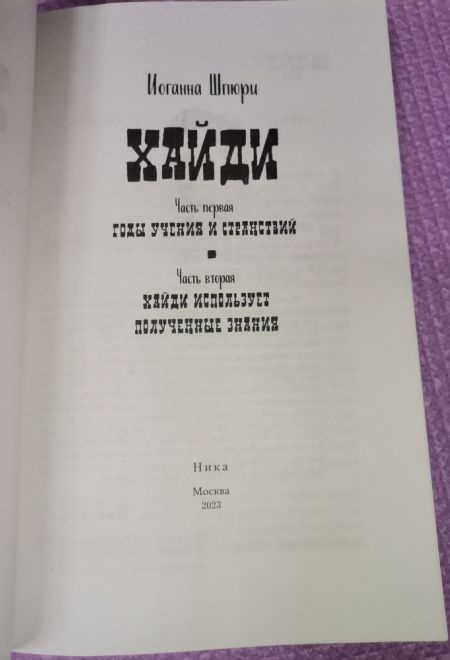 Иоганна Шпюри
ХАЙДИ
Часть первая
ГОДЫ УЧЕНИЯ И СТРАНСТВИЙ
Часть вторая
ХАЙДИ ИСПОЛЬЗУЕТ
ПОЛУЧЕННЫЕ ЗНАНИЯ
Ника
Москва
2023